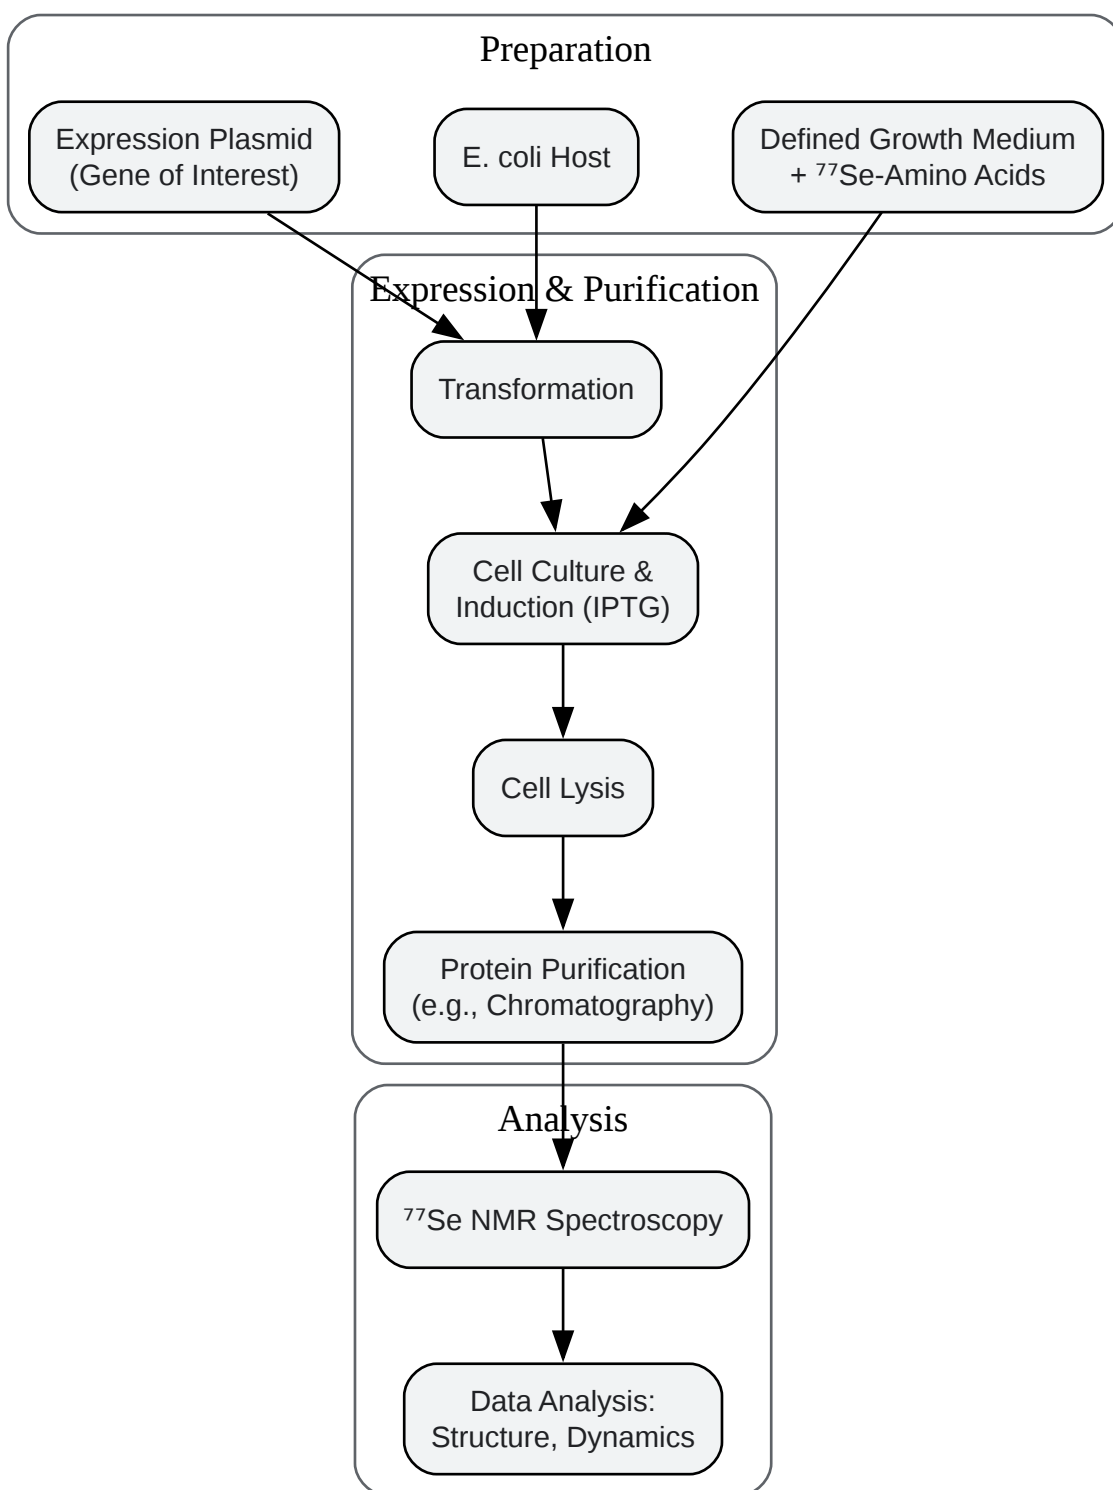 Preparation
Expression Plasmid
(Gene of Interest)
E. coli Host
Defined Growth Medium
+ ⁷⁷Se-Amino Acids
Expression & Purification
Transformation
Cell Culture &
Induction (IPTG)
Cell Lysis
Protein Purification
(e.g., Chromatography)
Analysis
⁷⁷Se NMR Spectroscopy
Data Analysis:
Structure, Dynamics